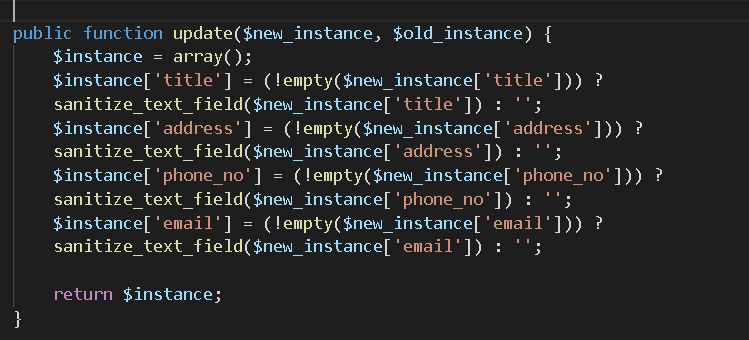 public function update($new_instance, $old_instance) {
$instance = array();
$instance['title'] = (!empty($new_instance['title'])) ?
sanitize_text_field($new_instance['title']) : '';
$instance['address'] = (!empty($new_instance['address'])) ?
sanitize_text_field($new_instance['address']) : '';
$instance['phone_no'] = (!empty($new_instance['phone_no'])) ?
sanitize_text_field($new_instance['phone_no']) : '';
$instance['email'] = (!empty($new_instance['email'])) ?
sanitize_text_field($new_instance['email']) : '';
return $instance;
}